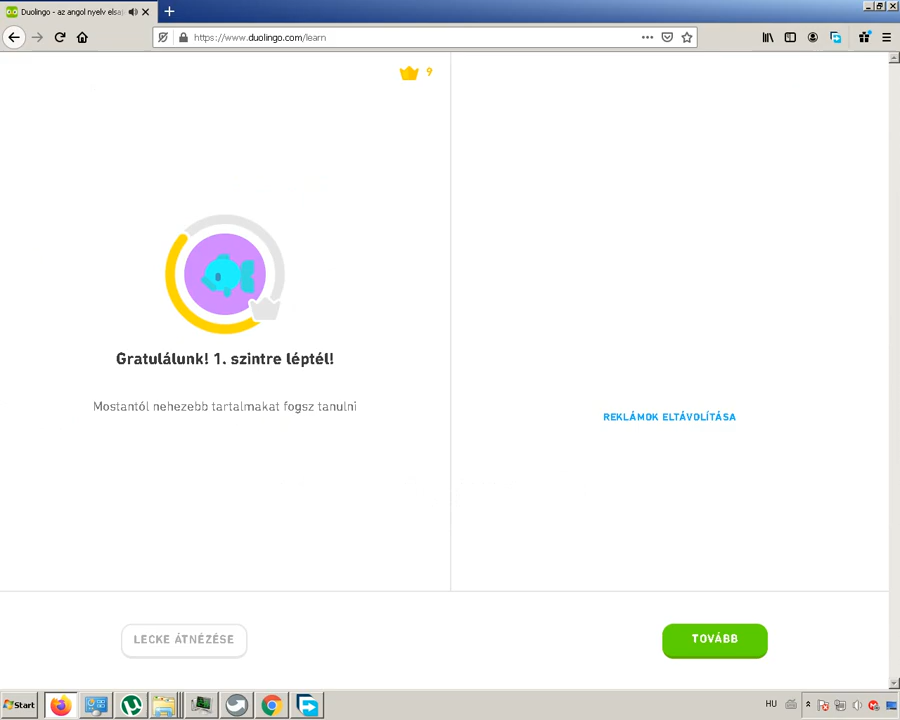 Duolingo - az angol nyelv elsaj
https://www.duolingo.com/learn
9
Gratulálunk! 1. szintre léptél!
Mostantól nehezebb tartalmakat fogsz tanulni
REKLÁMOK ELTÁVOLÍTÁSA
LECKE ÁTNÉZÉSE
TOVÁBB
Start
HU